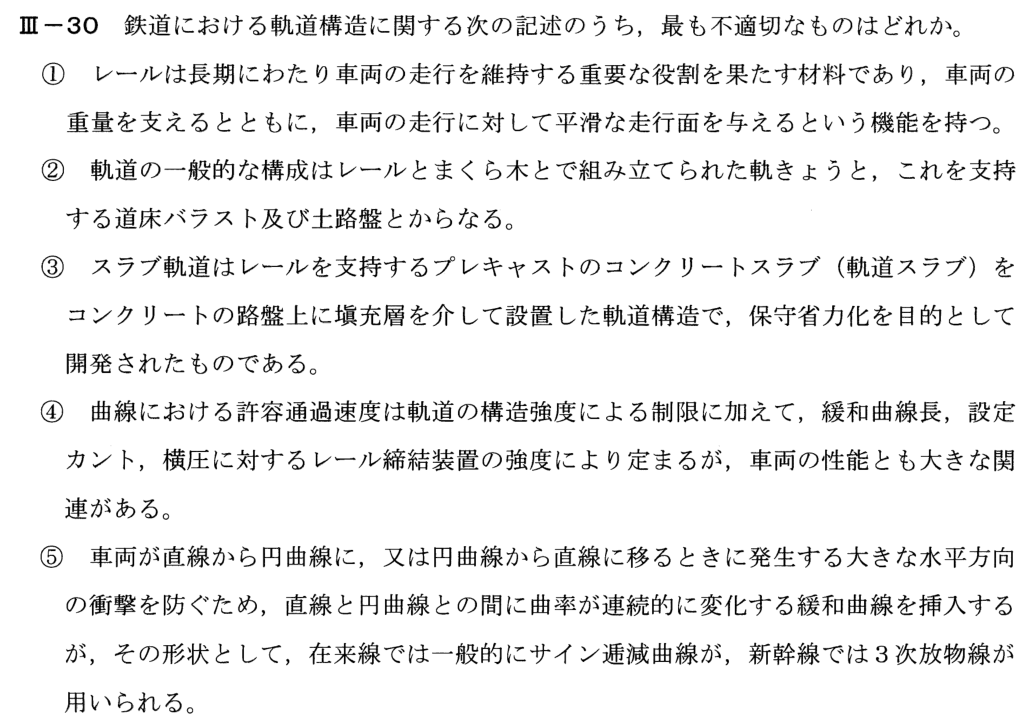 Ⅲ－30　鉄道における軌道構造に関する次の記述のうち，最も不適切なものはどれか。
①　レールは長期にわたり車両の走行を維持する重要な役割を果たす材料であり，車両の
重量を支えるとともに，車両の走行に対して平滑な走行面を与えるという機能を持つ。
②　軌道の一般的な構成はレールとまくら木とで組み立てられた軌きょうと，これを支持
する道床バラスト及び土路盤とからなる。
③　スラブ軌道はレールを支持するプレキャストのコンクリートスラブ（軌道スラブ）を
コンクリートの路盤上に塡充層を介して設置した軌道構造で，保守省力化を目的として
開発されたものである。
④　曲線における許容通過速度は軌道の構造強度による制限に加えて，緩和曲線長，設定
カント，横圧に対するレール締結装置の強度により定まるが，車両の性能とも大きな関
連がある。
⑤　車両が直線から円曲線に，又は円曲線から直線に移るときに発生する大きな水平方向
の衝撃を防ぐため，直線と円曲線との間に曲率が連続的に変化する緩和曲線を挿入する
が，その形状として，在来線では一般的にサイン逓減曲線が，新幹線では３次放物線が
用いられる。